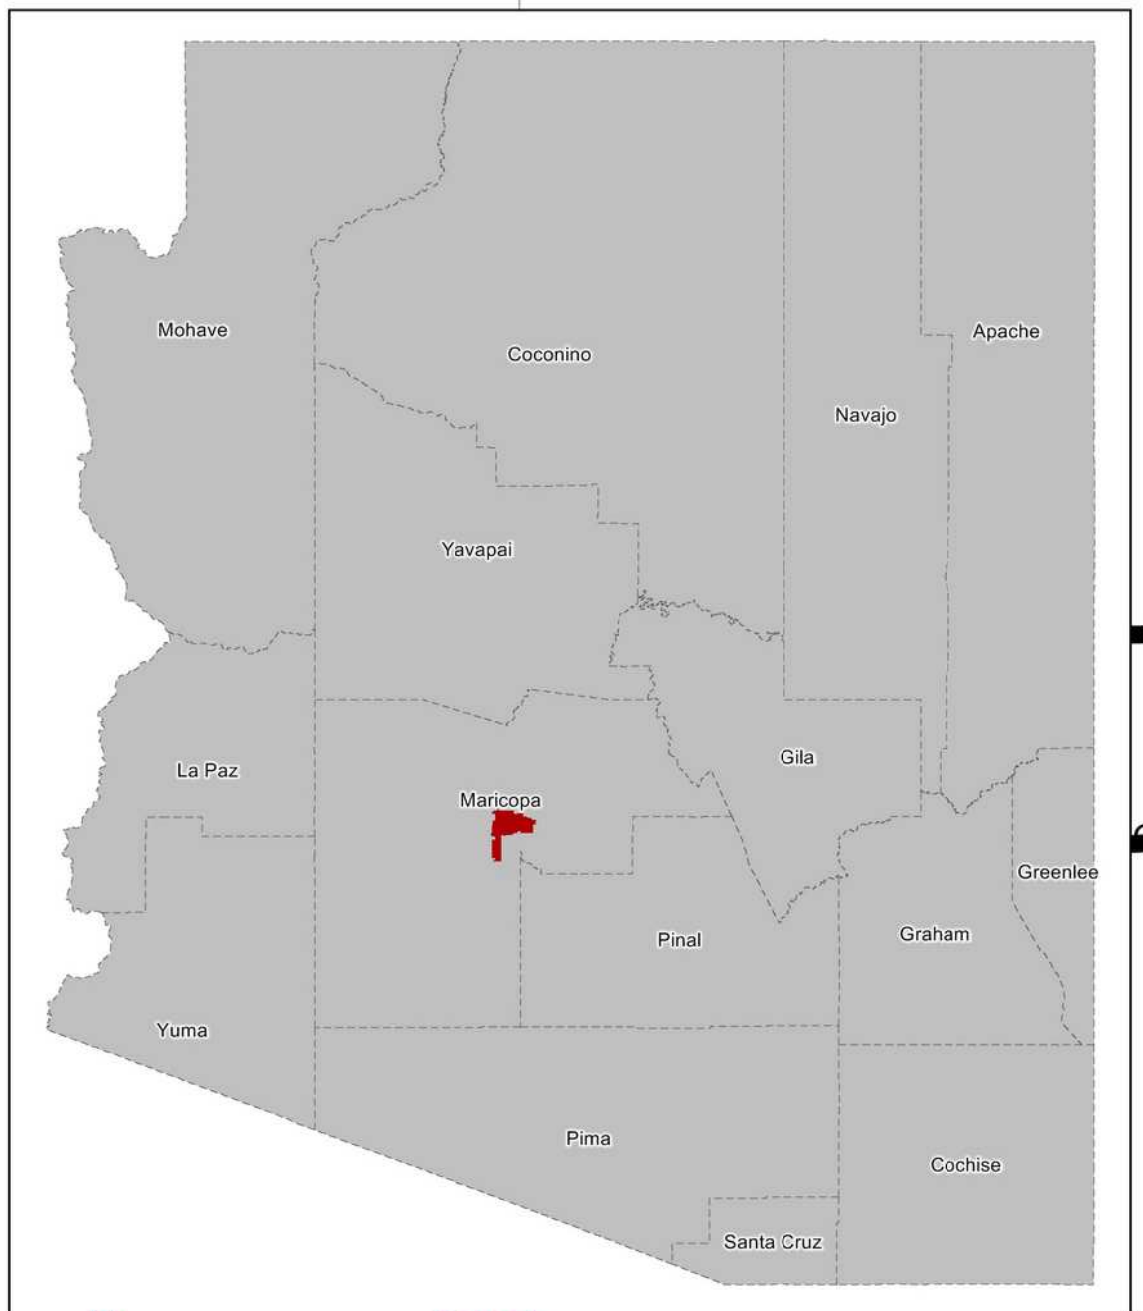 Mohave
Apache
Coconino
Navajo
Yavapai
Gila
La Paz
Maricopa
Greenlee
Graham
Pinal
Yuma
Pima
Cochise
Santa Cruz